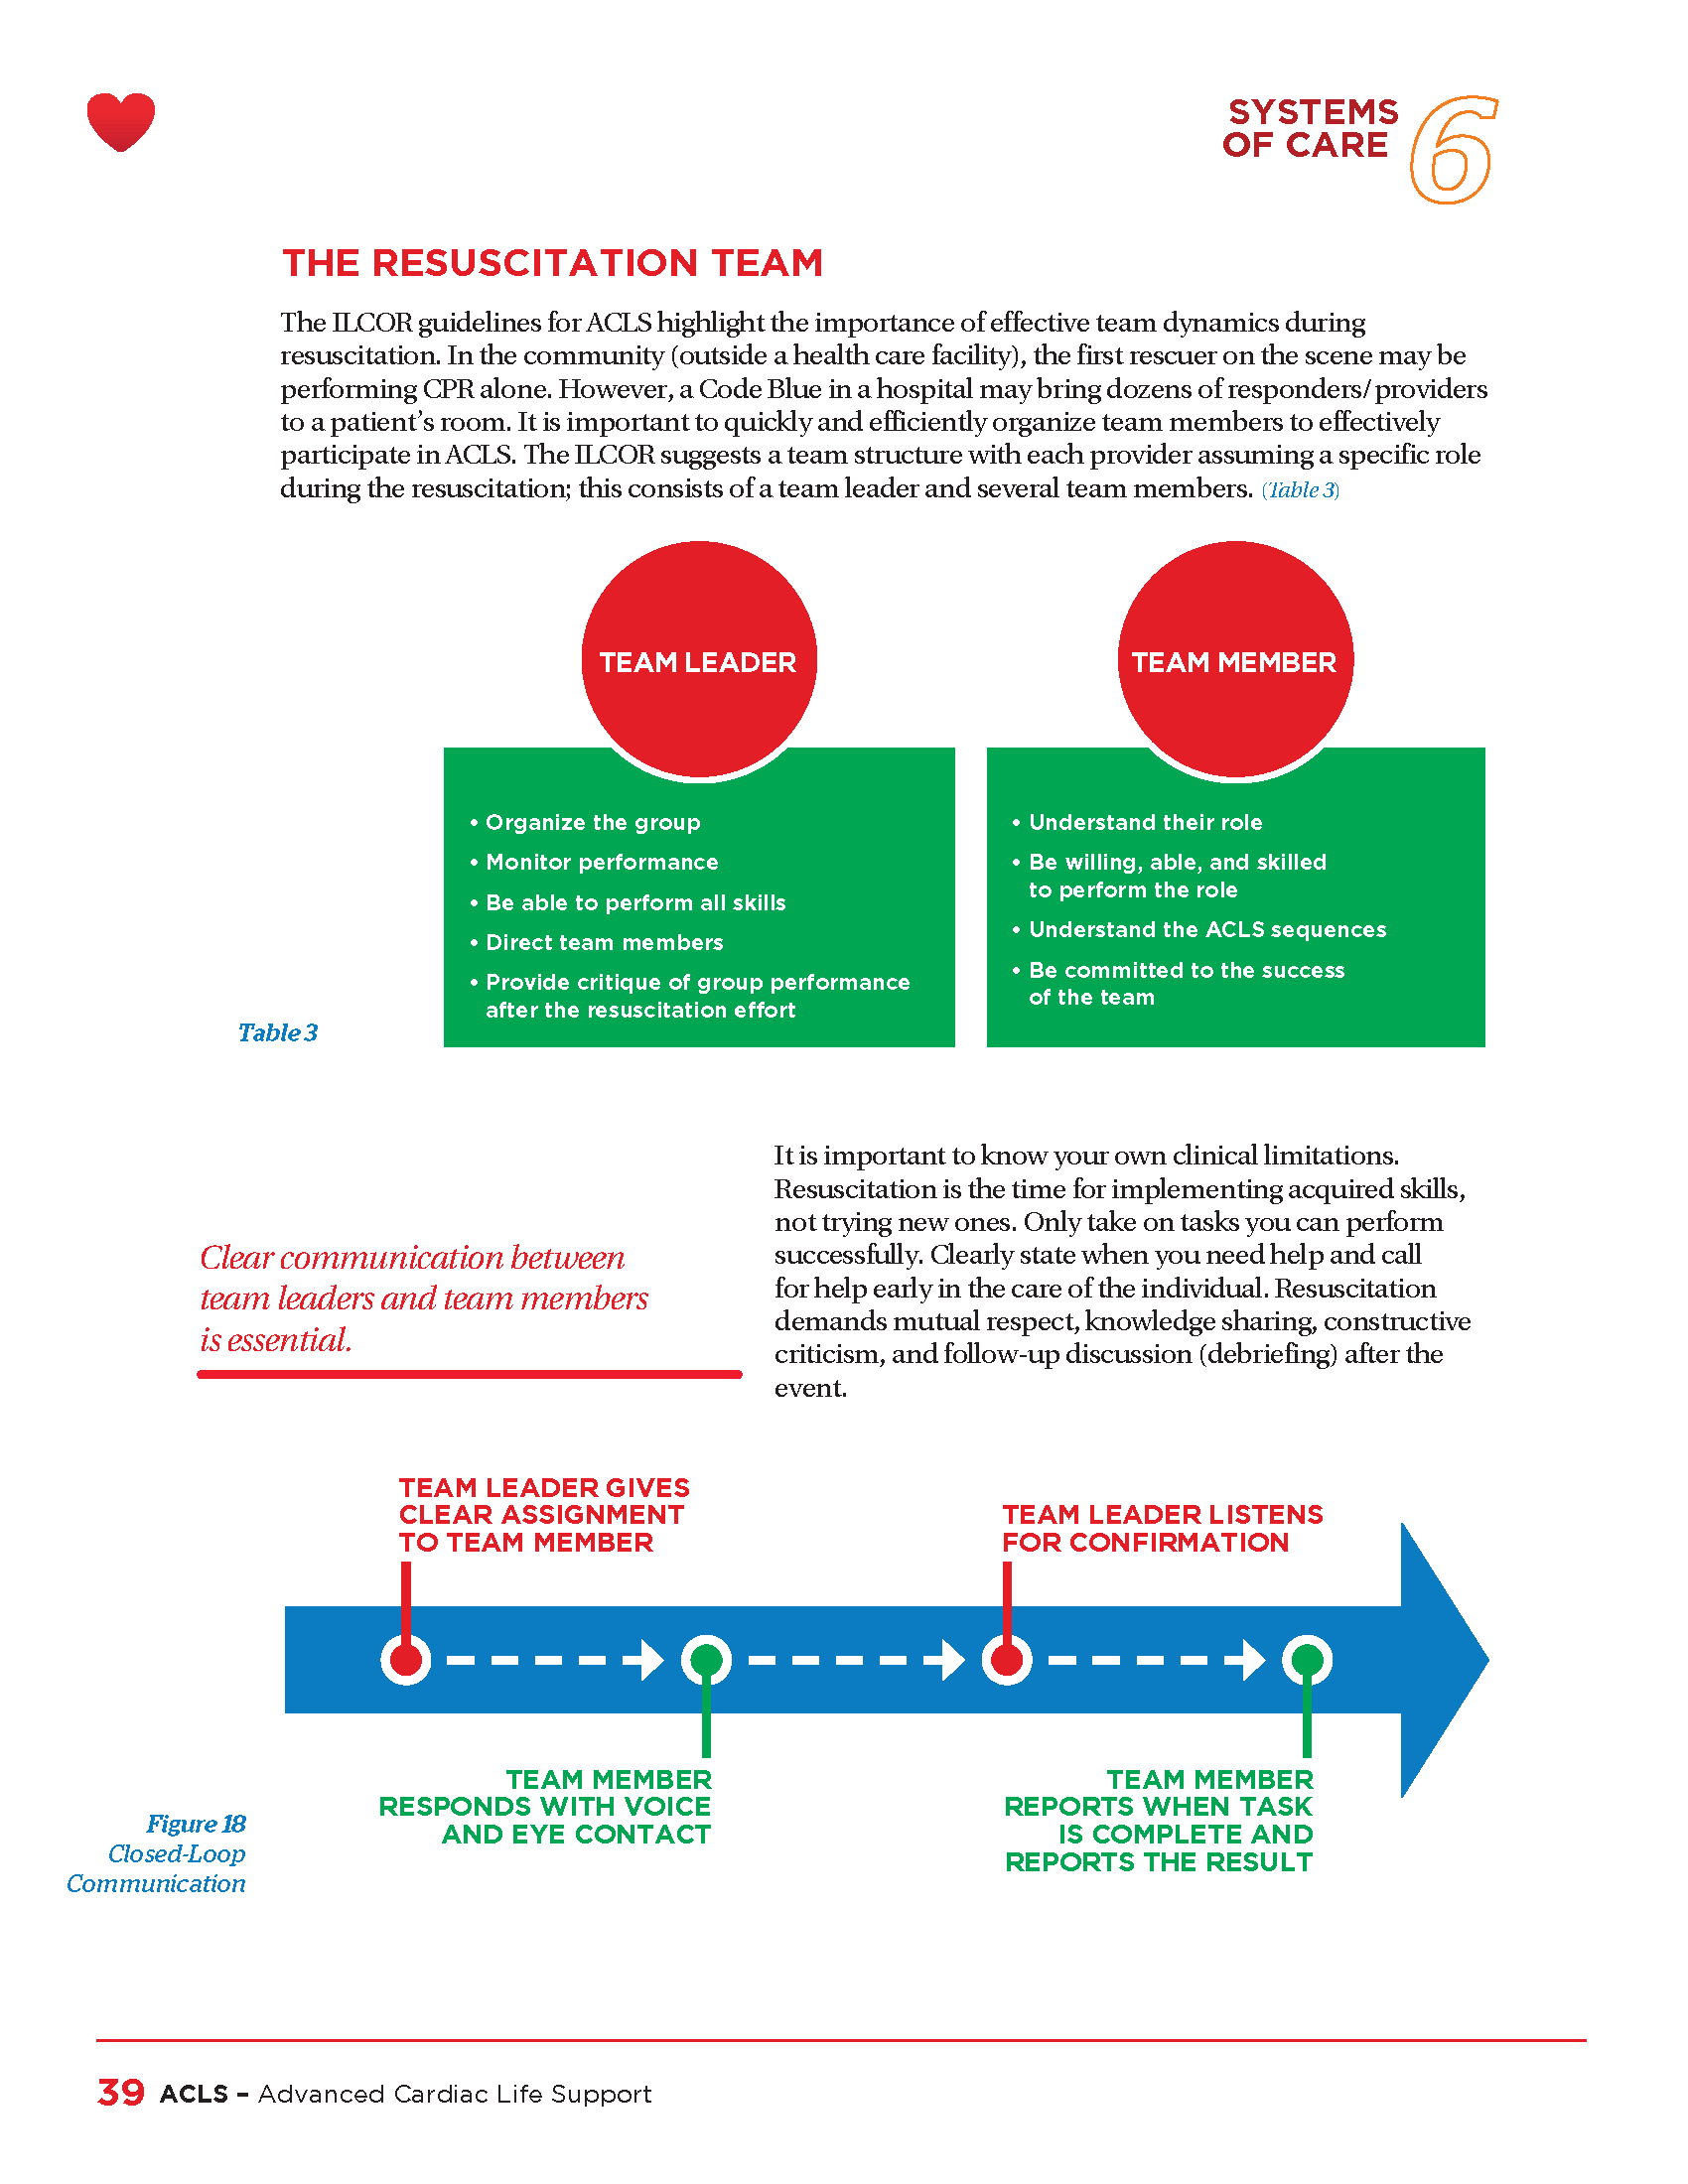 SYSTEMS
OF CARE
6
THE RESUSCITATION TEAM
The ILCOR guidelines for ACLS highlight the importance of effective team dynamics during
resuscitation. In the community (outside a health care facility), the first rescuer on the scene may be
performing CPR alone. However, a Code Blue in a hospital may bring dozens of responders/providers
to a patient's room. It is important to quickly and efficiently organize team members to effectively
participate in ACLS. The ILCOR suggests a team structure with each provider assuming a specific role
during the resuscitation; this consists of a team leader and several team members. (Table 3)
TEAM LEADER
• Organize the group
• Monitor performance
• Be able to perform all skills
• Direct team members
• Provide critique of group performance
after the resuscitation effort
TEAM MEMBER
• Understand their role
• Be willing, able, and skilled
to perform the role
• Understand the ACLS sequences
• Be committed to the success
of the team
Table 3
Clear communication between
team leaders and team members
is essential.
It is important to know your own clinical limitations.
Resuscitation is the time for implementing acquired skills,
not trying new ones. Only take on tasks you can perform
successfully. Clearly state when you need help and call
for help early in the care of the individual. Resuscitation
demands mutual respect, knowledge sharing, constructive
criticism, and follow-up discussion (debriefing) after the
event.
TEAM LEADER GIVES
CLEAR ASSIGNMENT
TO TEAM MEMBER
TEAM MEMBER
RESPONDS WITH VOICE
AND EYE CONTACT
TEAM LEADER LISTENS
FOR CONFIRMATION
TEAM MEMBER
REPORTS WHEN TASK
IS COMPLETE AND
REPORTS THE RESULT
Figure 18
Closed-Loop
Communication
39 ACLS – Advanced Cardiac Life Support